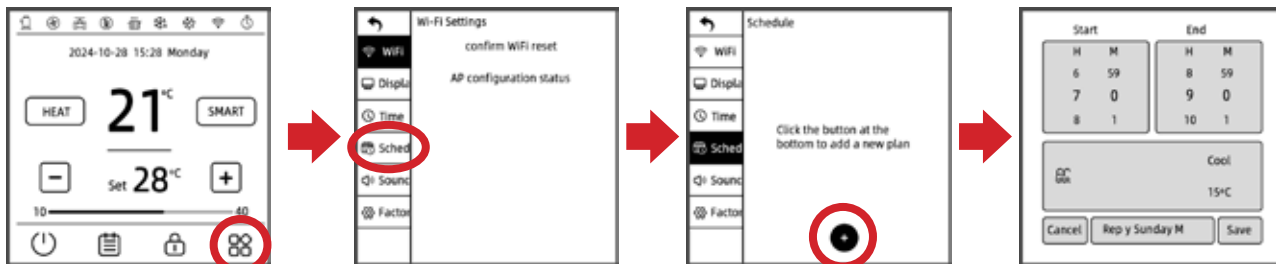 2024-10-28 15:28 Monday
HEAT
21°C
SMART
Set 28°C
10
40
Wi-Fi Settings
WiFi
confirm WiFi reset
Displa
AP configuration status
Time
Sched
Sounc
Factor
Schedule
WiFi
Displa
Time
Click the button at the
bottom to add a new plan
Sched
Sounc
Factor
Start
End
H M H M
6 59 8 59
7 0 9 0
8 1 10 1
Cool
15°C
Cancel
Rep y Sunday M
Save